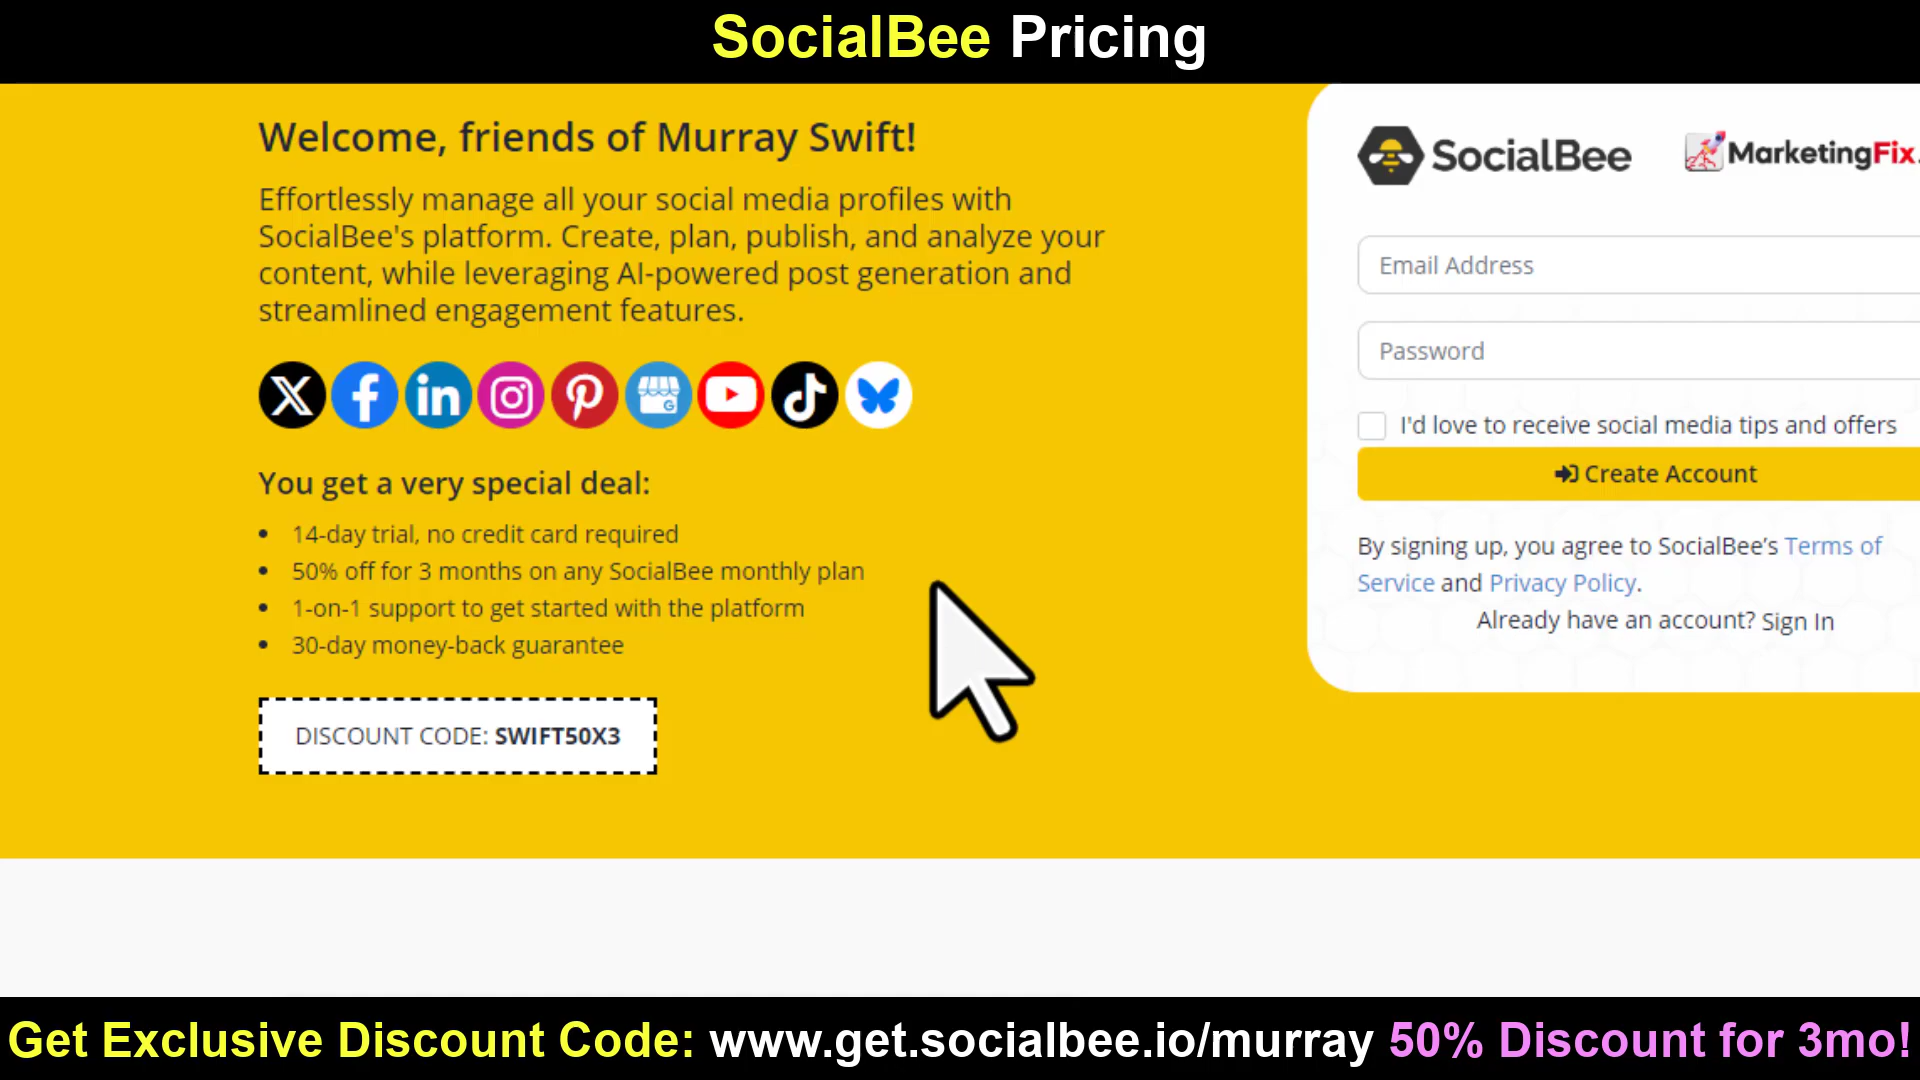 SocialBee Pricing
Welcome, friends of Murray Swift!
Effortlessly manage all your social media profiles with
SocialBee's platform. Create, plan, publish, and analyze your
content, while leveraging AI-powered post generation and
streamlined engagement features.
You get a very special deal:
• 14-day trial, no credit card required
• 50% off for 3 months on any SocialBee monthly plan
• 1-on-1 support to get started with the platform
• 30-day money-back guarantee
DISCOUNT CODE: SWIFT50X3
SocialBee MarketingFix.
Email Address
Password
I'd love to receive social media tips and offers
Create Account
By signing up, you agree to SocialBee’s Terms of
Service and Privacy Policy.
Already have an account? Sign In
Get Exclusive Discount Code: www.get.socialbee.io/murray 50% Discount for 3mo!